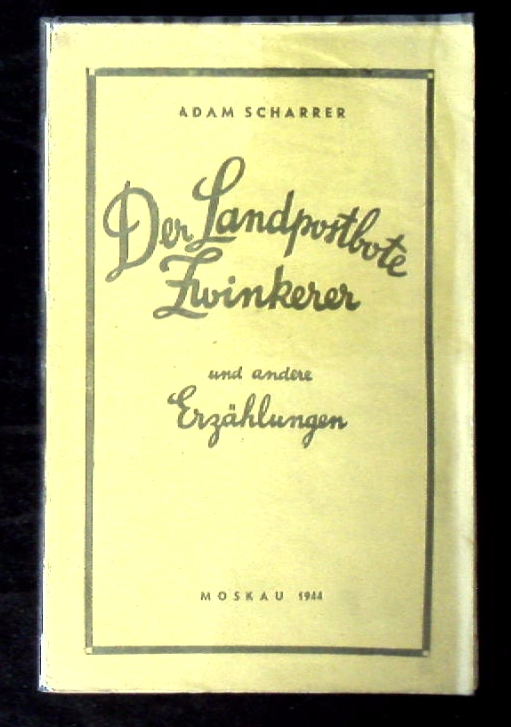 ADAM SCHARRER
Der Landpostbote
Zwinkerer
und andere
Erzählungen
MOSKAU 1944